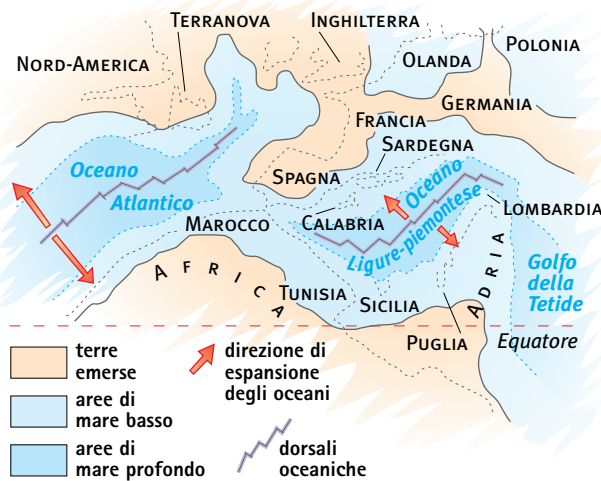 TERRANOVA
INGHILTERRA
POLONIA
OLANDA
NORD-AMERICA
GERMANIA
FRANCIA
SARDEGNA
Oceano
Atlantico
SPAGNA
Oceano
Ligure-piemontese
LOMBARDIA
MAROCCO
CALABRIA
AFRICA
ADRIA
Golfo
della
Tetide
TUNISIA
SICILIA
PUGLIA
Equatore
terre
emerse
direzione di
espansione
degli oceani
aree di
mare basso
aree di
mare profondo
dorsali
oceaniche